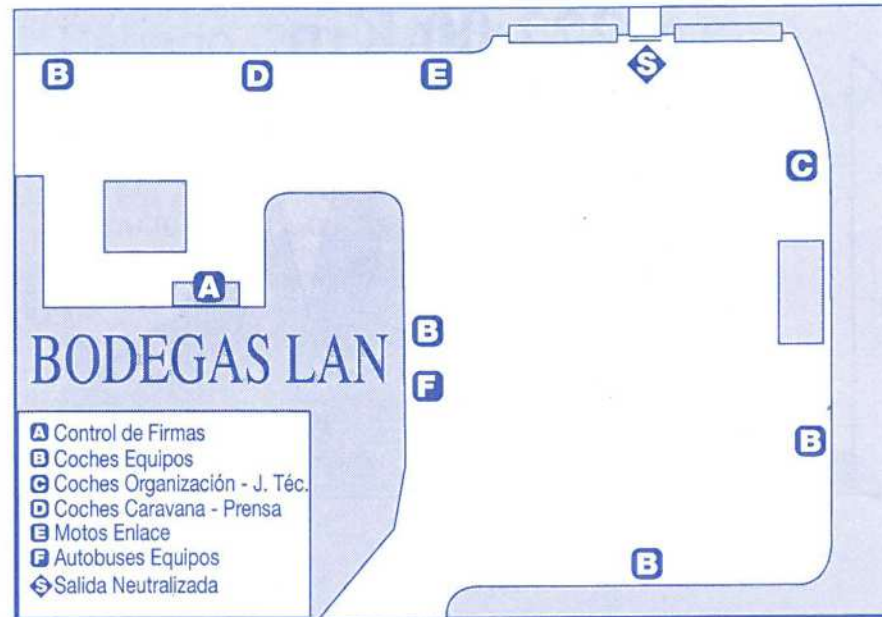 B D E S
C
A
B
BODEGAS LAN
F
A Control de Firmas
B Coches Equipos
C Coches Organización - J. Téc.
D Coches Caravana - Prensa
E Motos Enlace
F Autobuses Equipos
S Salida Neutralizada
B
B